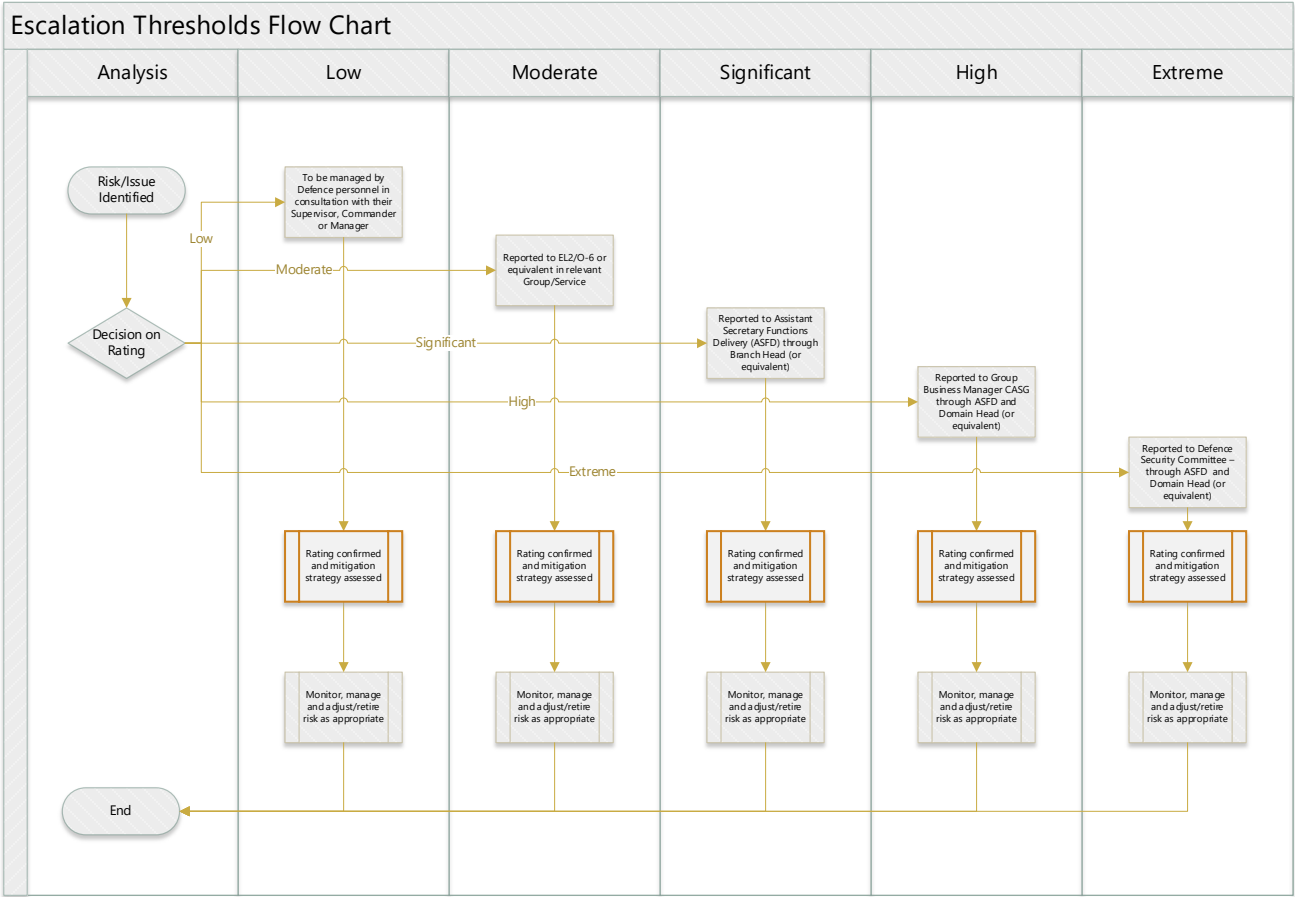 Escalation Thresholds Flow Chart
Analysis
Low
Moderate
Significant
High
Extreme
Risk/Issue
Identified
To be managed by
Defence personnel in
consultation with their
Supervisor, Commander
or Manager
Low
Moderate
Reported to EL2/O-6 or
equivalent in relevant
Group/Service
Decision on
Rating
Significant
Reported to Assistant
Secretary Functions
Delivery (ASFD) through
Branch Head (or
equivalent)
High
Reported to Group
Business Manager CASG
through ASFD and
Domain Head (or
equivalent)
Extreme
Reported to Defence
Security Committee –
through ASFD and
Domain Head (or
equivalent)
Rating confirmed
and mitigation
strategy assessed
Rating confirmed
and mitigation
strategy assessed
Rating confirmed
and mitigation
strategy assessed
Rating confirmed
and mitigation
strategy assessed
Rating confirmed
and mitigation
strategy assessed
Monitor, manage
and adjust/retire
risk as appropriate
Monitor, manage
and adjust/retire
risk as appropriate
Monitor, manage
and adjust/retire
risk as appropriate
Monitor, manage
and adjust/retire
risk as appropriate
Monitor, manage
and adjust/retire
risk as appropriate
End